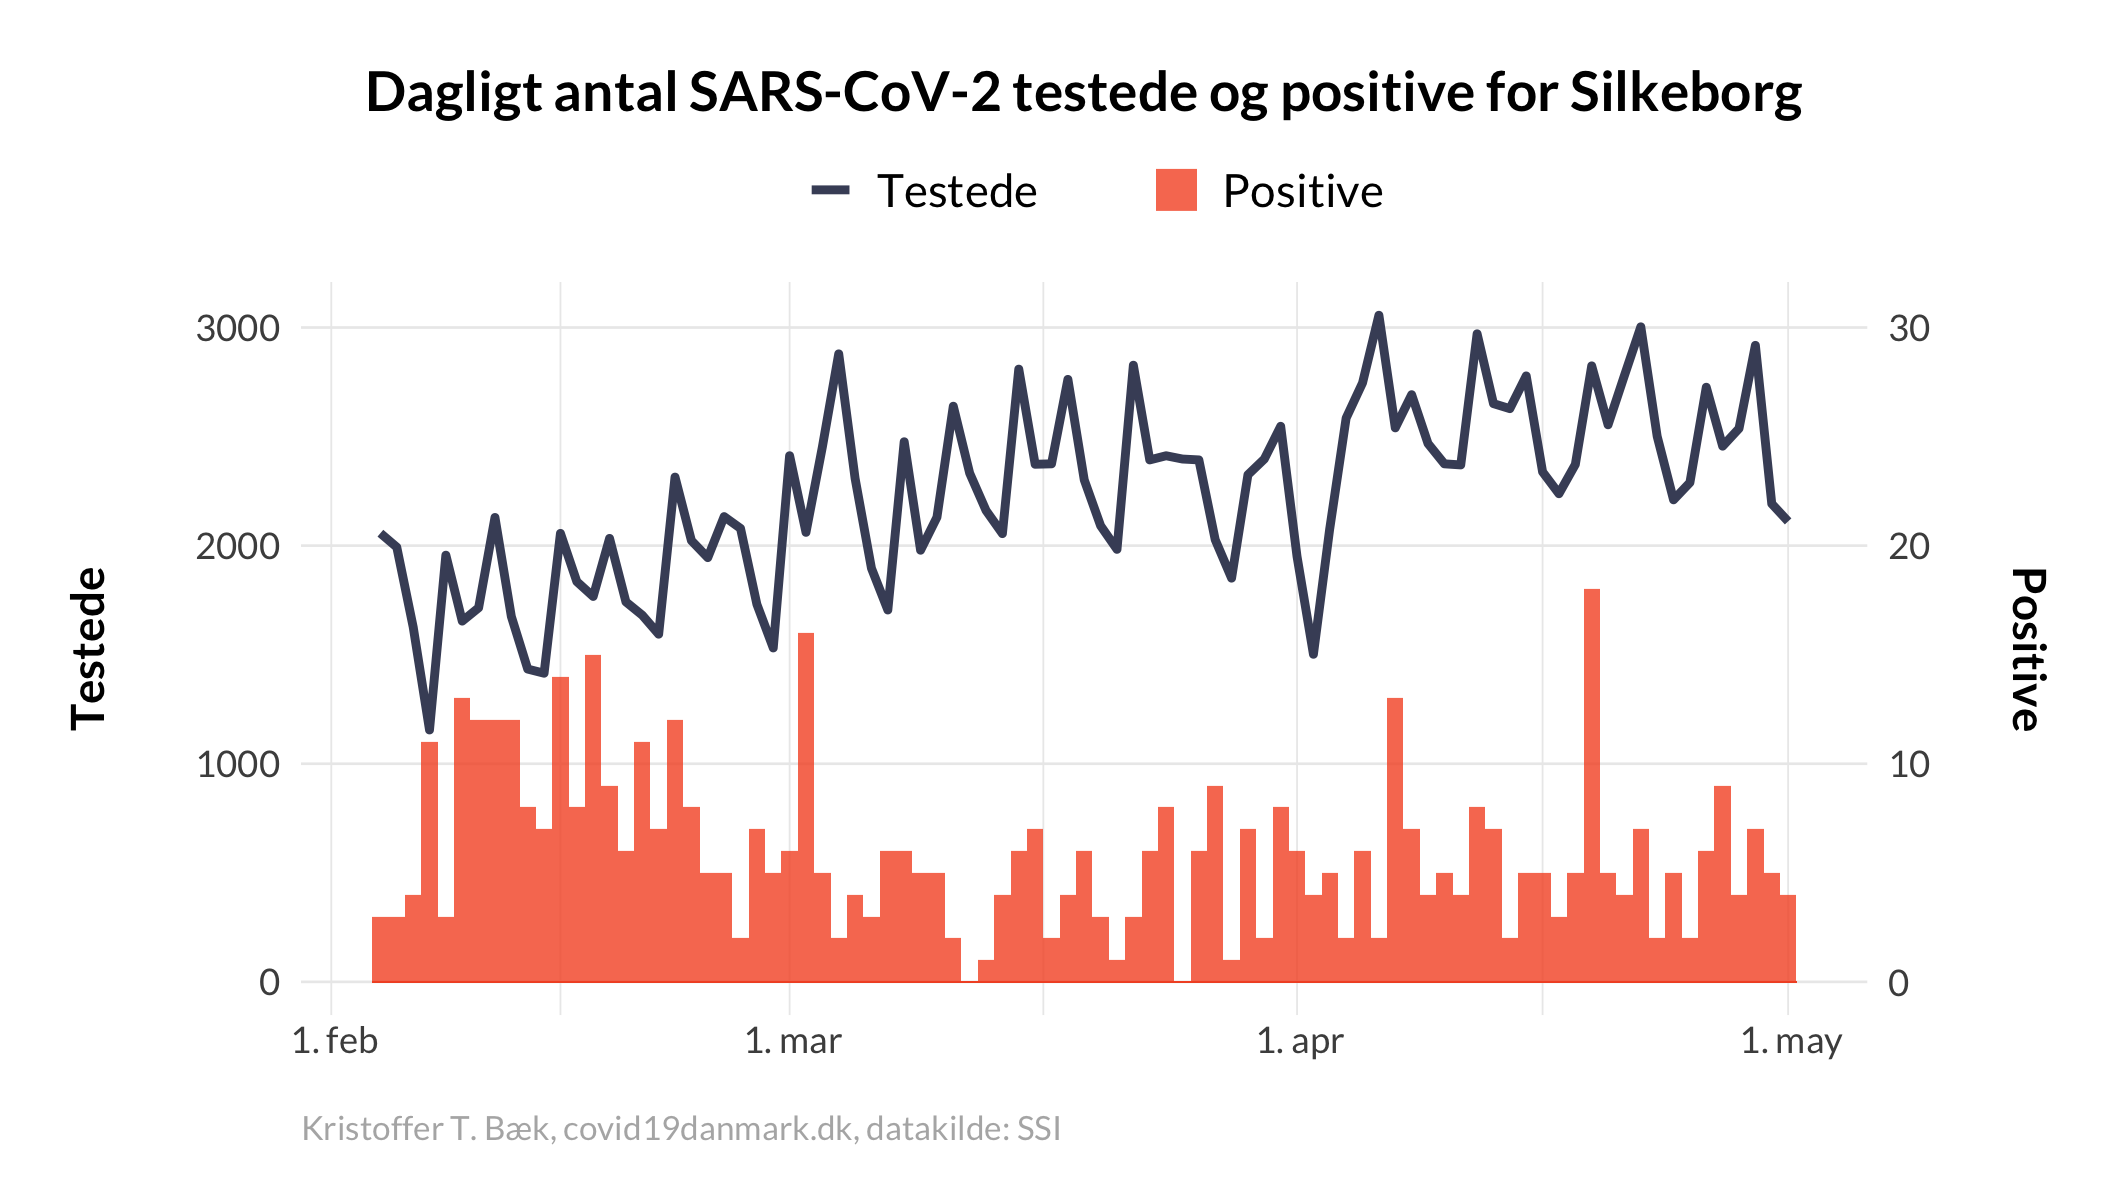 Dagligt antal SARS-CoV-2 testede og positive for Silkeborg
Testede Positive
3000 30
2000 20
1000 10
0 0
Testede
Positive
1. feb 1. mar 1. apr 1. may
Kristoffer T. Bæk, covid19danmark.dk, datakilde: SSI